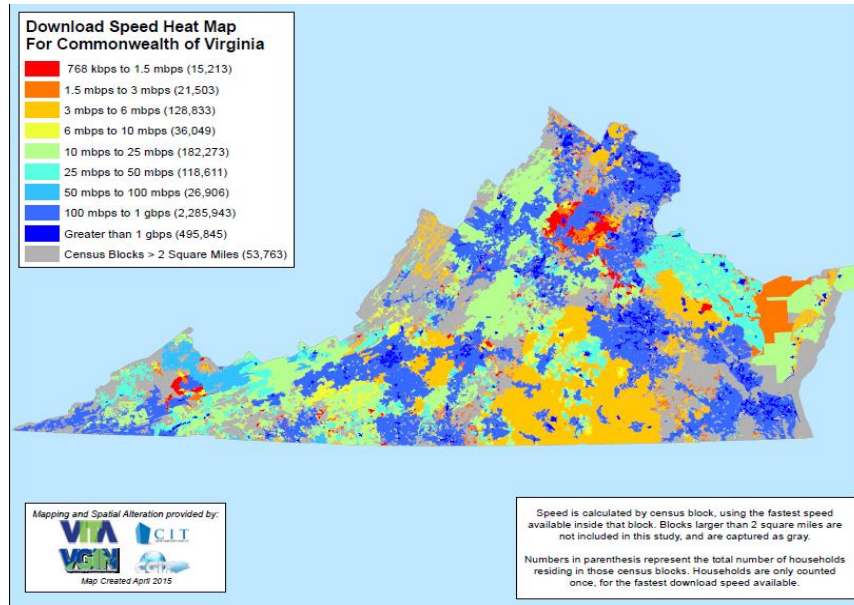 Download Speed Heat Map
For Commonwealth of Virginia
768 kbps to 1.5 mbps (15,213)
1.5 mbps to 3 mbps (21,503)
3 mbps to 6 mbps (128,833)
6 mbps to 10 mbps (36,049)
10 mbps to 25 mbps (182,273)
25 mbps to 50 mbps (118,611)
50 mbps to 100 mbps (26,906)
100 mbps to 1 gbps (2,285,943)
Greater than 1 gbps (495,845)
Census Blocks > 2 Square Miles (53,763)
Mapping and Spatial Alteration provided by:
VITA
CIT
VGIN
Map Created April 2015
Speed is calculated by census block, using the fastest speed
available inside that block. Blocks larger than 2 square miles are
not included in this study, and are captured as gray.
Numbers in parenthesis represent the total number of households
residing in those census blocks. Households are only counted
once, for the fastest download speed available.